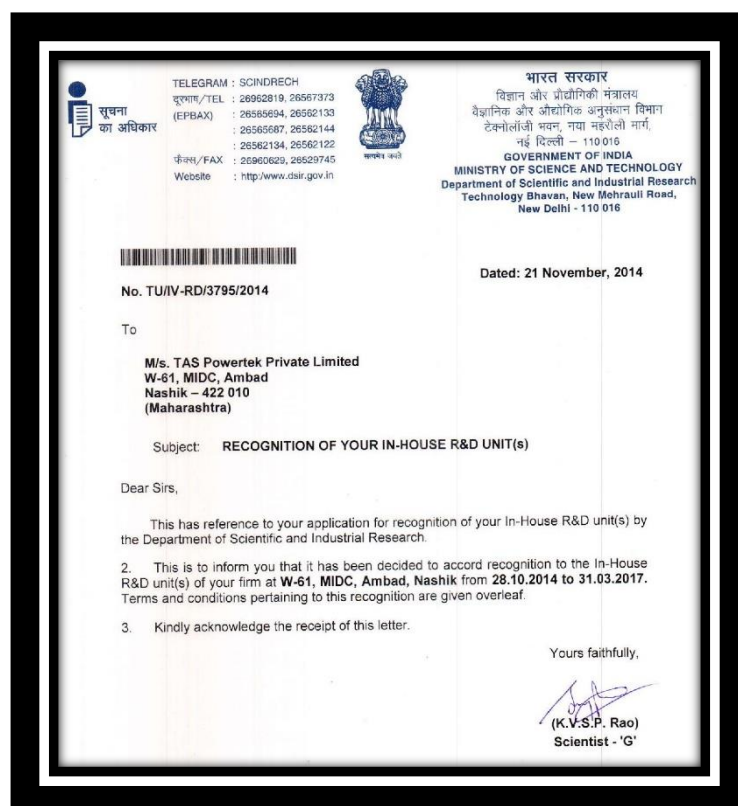 सूचना
का अधिकार
TELEGRAM : SCINDRECH
दूरभाष/TEL : 26962819, 26567373
(EPBAX) : 26565694, 26562133
: 26565687, 26562144
: 26562134, 26562122
फैक्स/FAX : 26960629, 26529745
Website : http:/www.dsir.gov.in
सत्यमेव जयते
भारत सरकार
विज्ञान और प्रौद्योगिकी मंत्रालय
वैज्ञानिक और औद्योगिक अनुसंधान विभाग
टेक्नोलॉजी भवन, नया महरौली मार्ग,
नई दिल्ली – 110016
GOVERNMENT OF INDIA
MINISTRY OF SCIENCE AND TECHNOLOGY
Department of Scientific and Industrial Research
Technology Bhavan, New Mehrauli Road,
New Delhi - 110 016
Dated: 21 November, 2014
No. TU/IV-RD/3795/2014
To
M/s. TAS Powertek Private Limited
W-61, MIDC, Ambad
Nashik – 422 010
(Maharashtra)
Subject: RECOGNITION OF YOUR IN-HOUSE R&D UNIT(s)
Dear Sirs,
This has reference to your application for recognition of your In-House R&D unit(s) by
the Department of Scientific and Industrial Research.
2. This is to inform you that it has been decided to accord recognition to the In-House
R&D unit(s) of your firm at W-61, MIDC, Ambad, Nashik from 28.10.2014 to 31.03.2017.
Terms and conditions pertaining to this recognition are given overleaf.
3. Kindly acknowledge the receipt of this letter.
Yours faithfully,
(K.V.S.P. Rao)
Scientist - 'G'